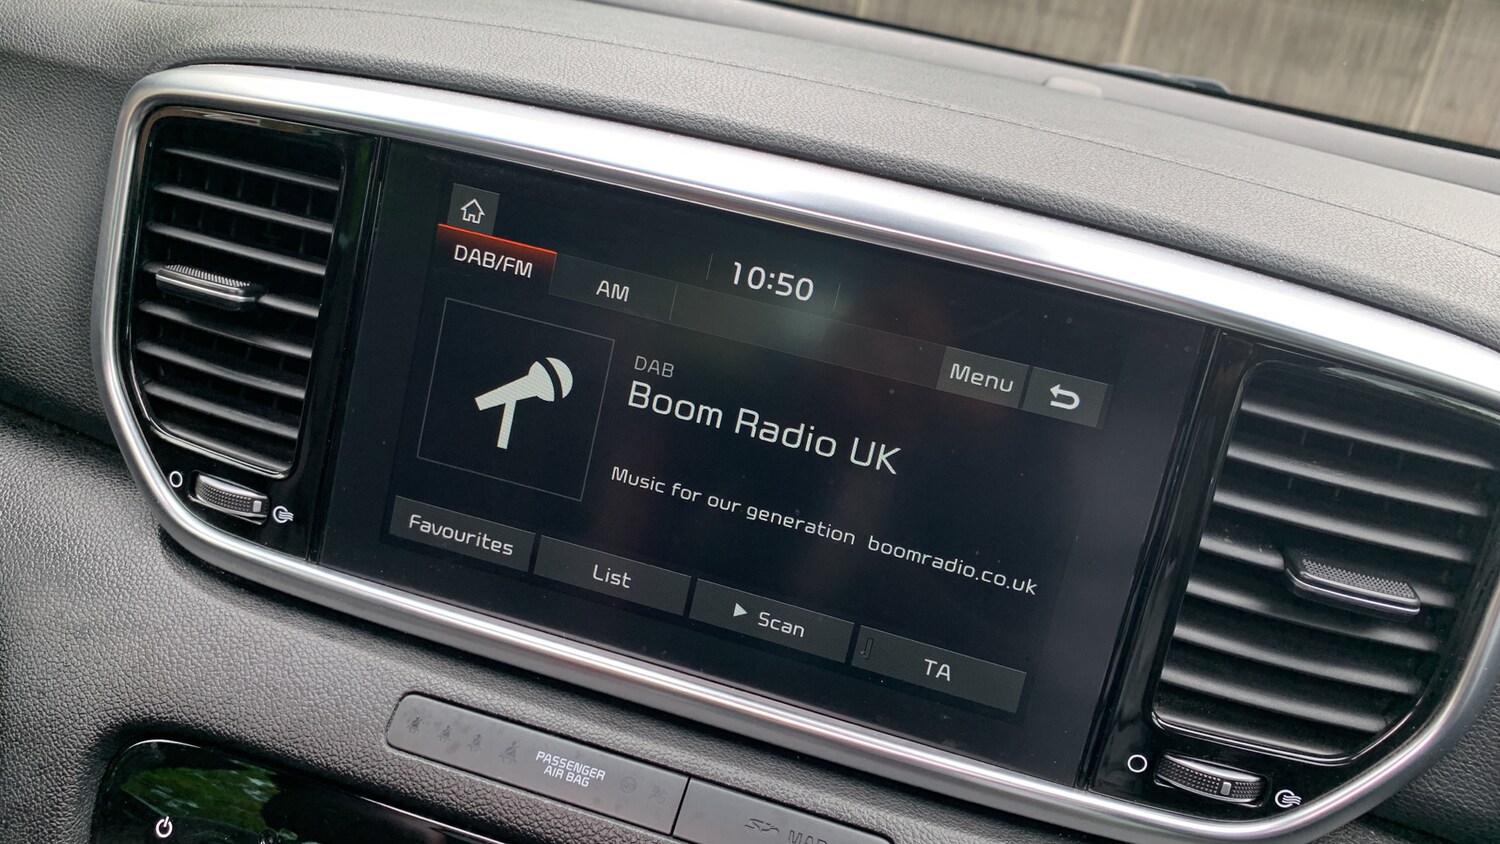 10:50
DAB/FM
AM
Menu
DAB
Boom Radio UK
Music for our generation boomradio.co.uk
Favourites
List
Scan
TA
PASSENGER
AIR BAG
MAP